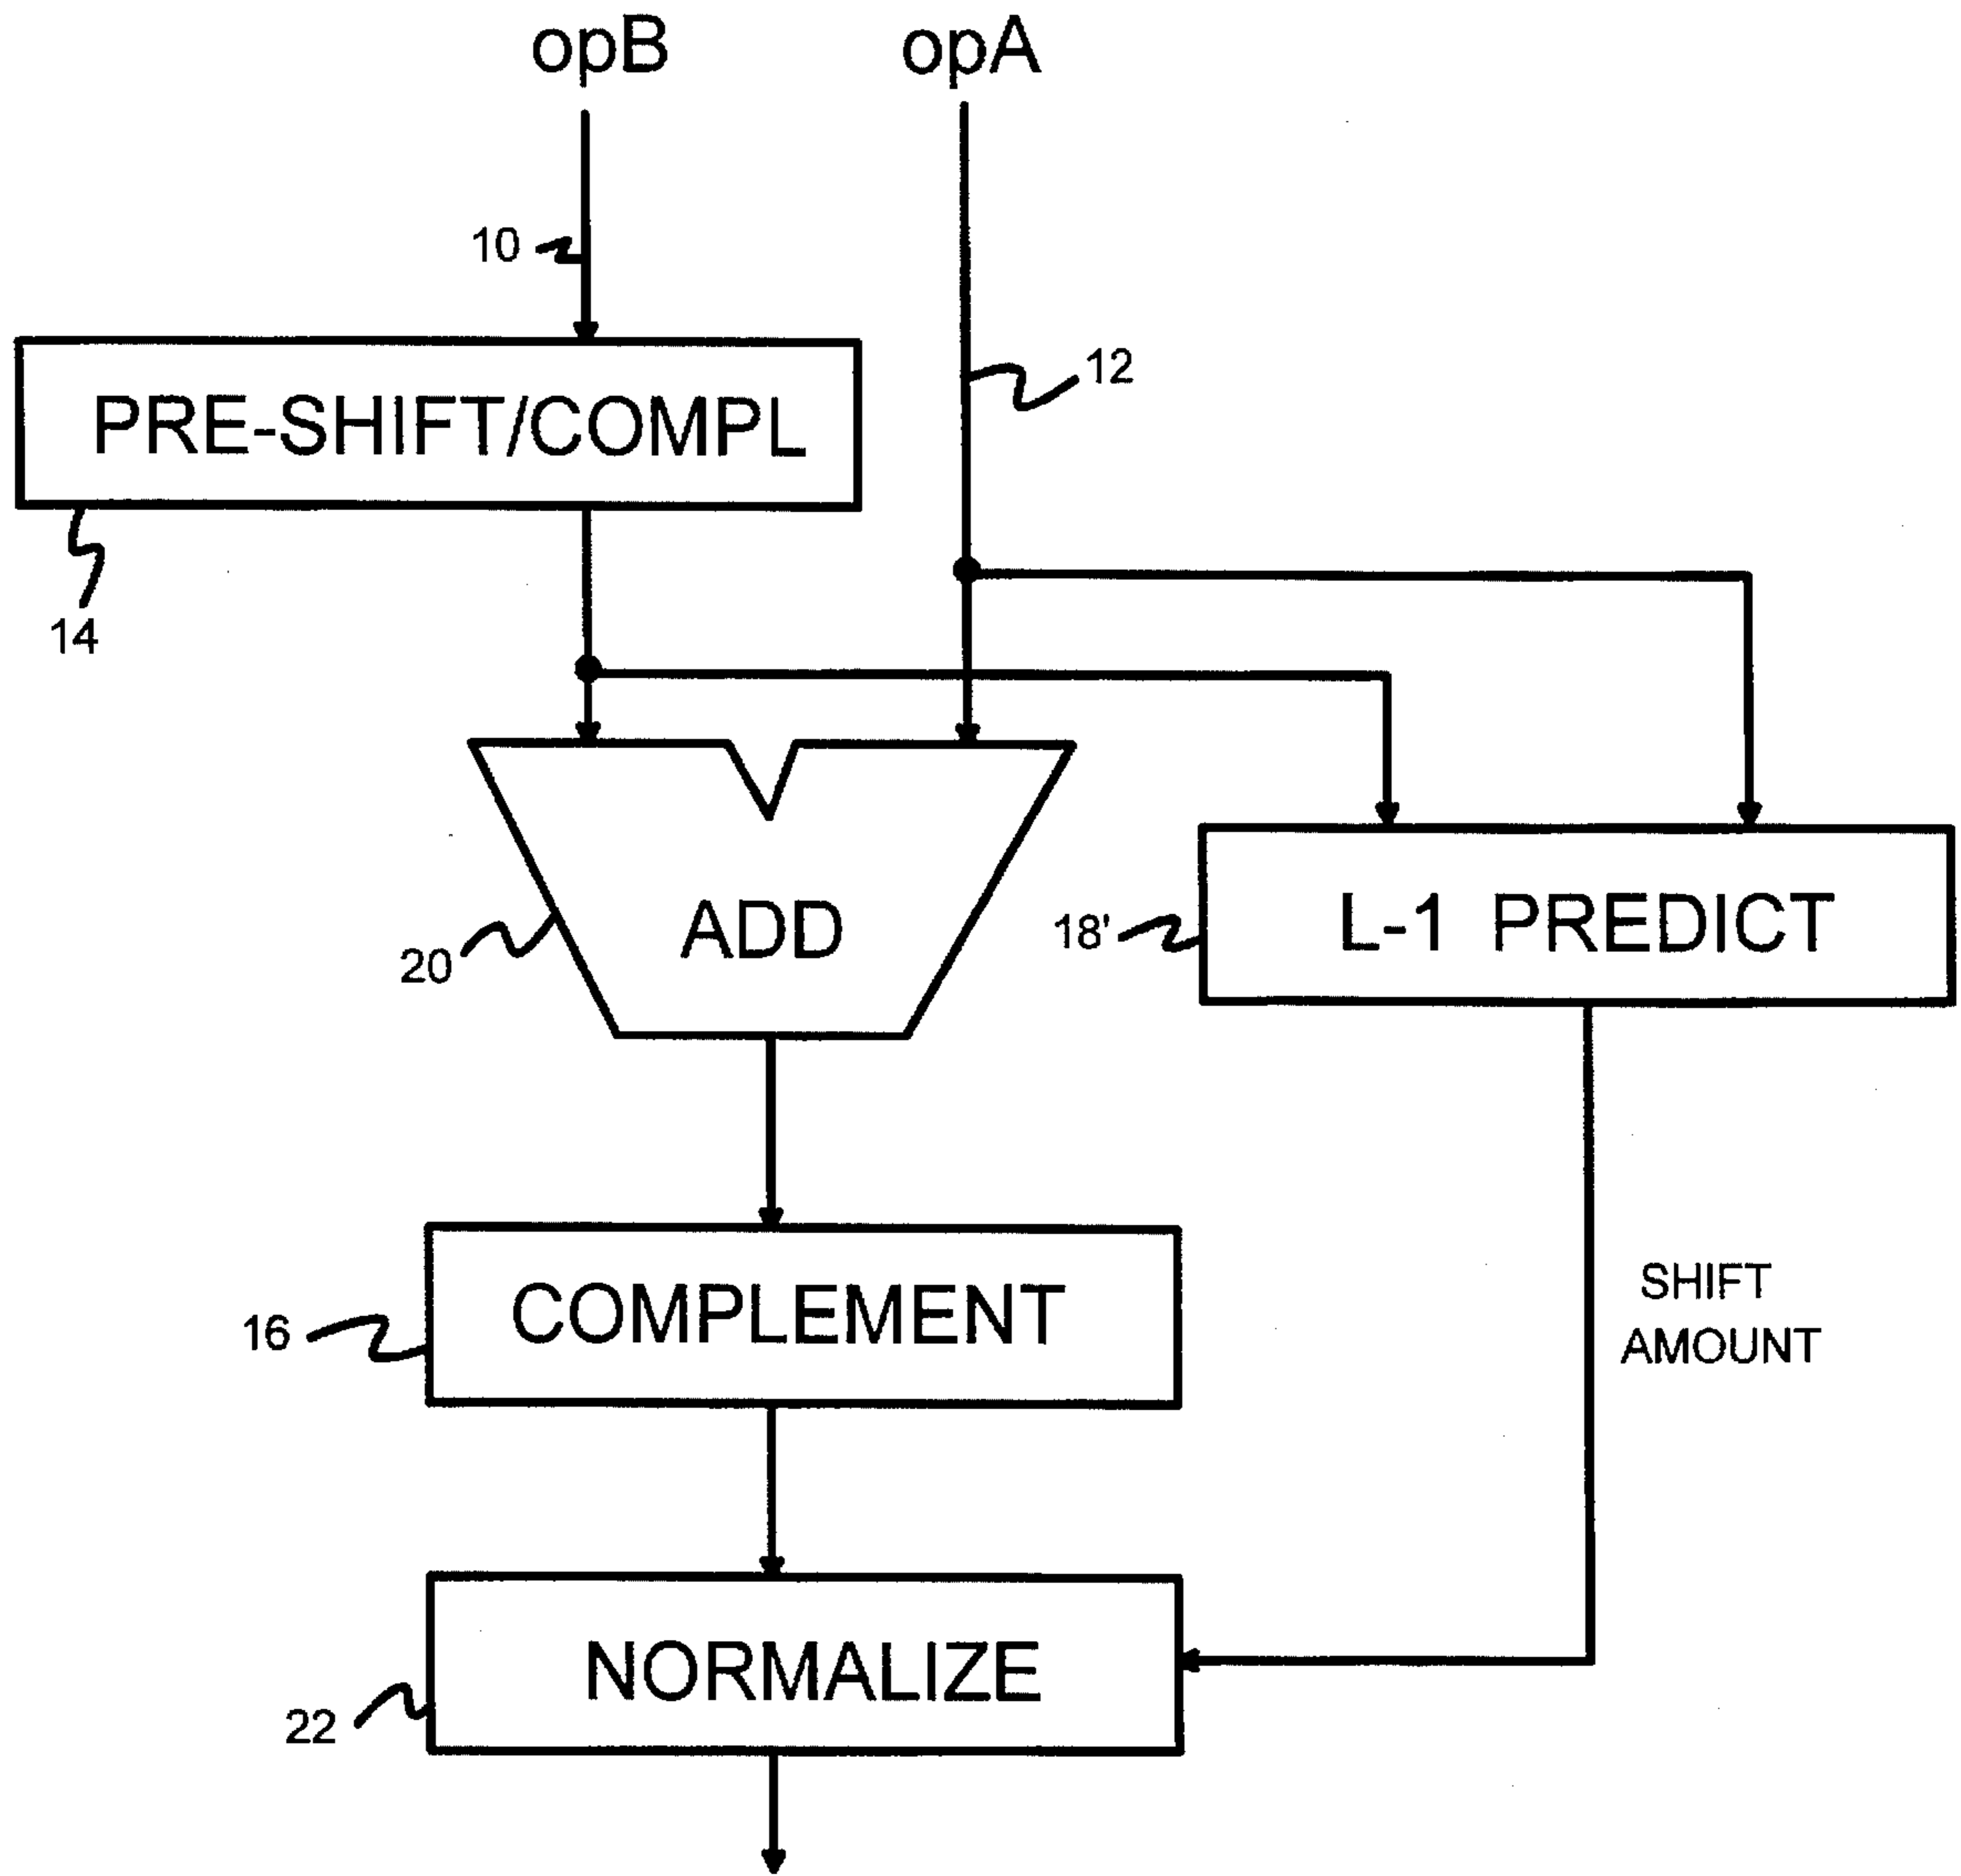 opB
opA
10
PRE-SHIFT/COMPL
12
14
ADD
20
L-1 PREDICT
18'
COMPLEMENT
16
SHIFT
AMOUNT
NORMALIZE
22